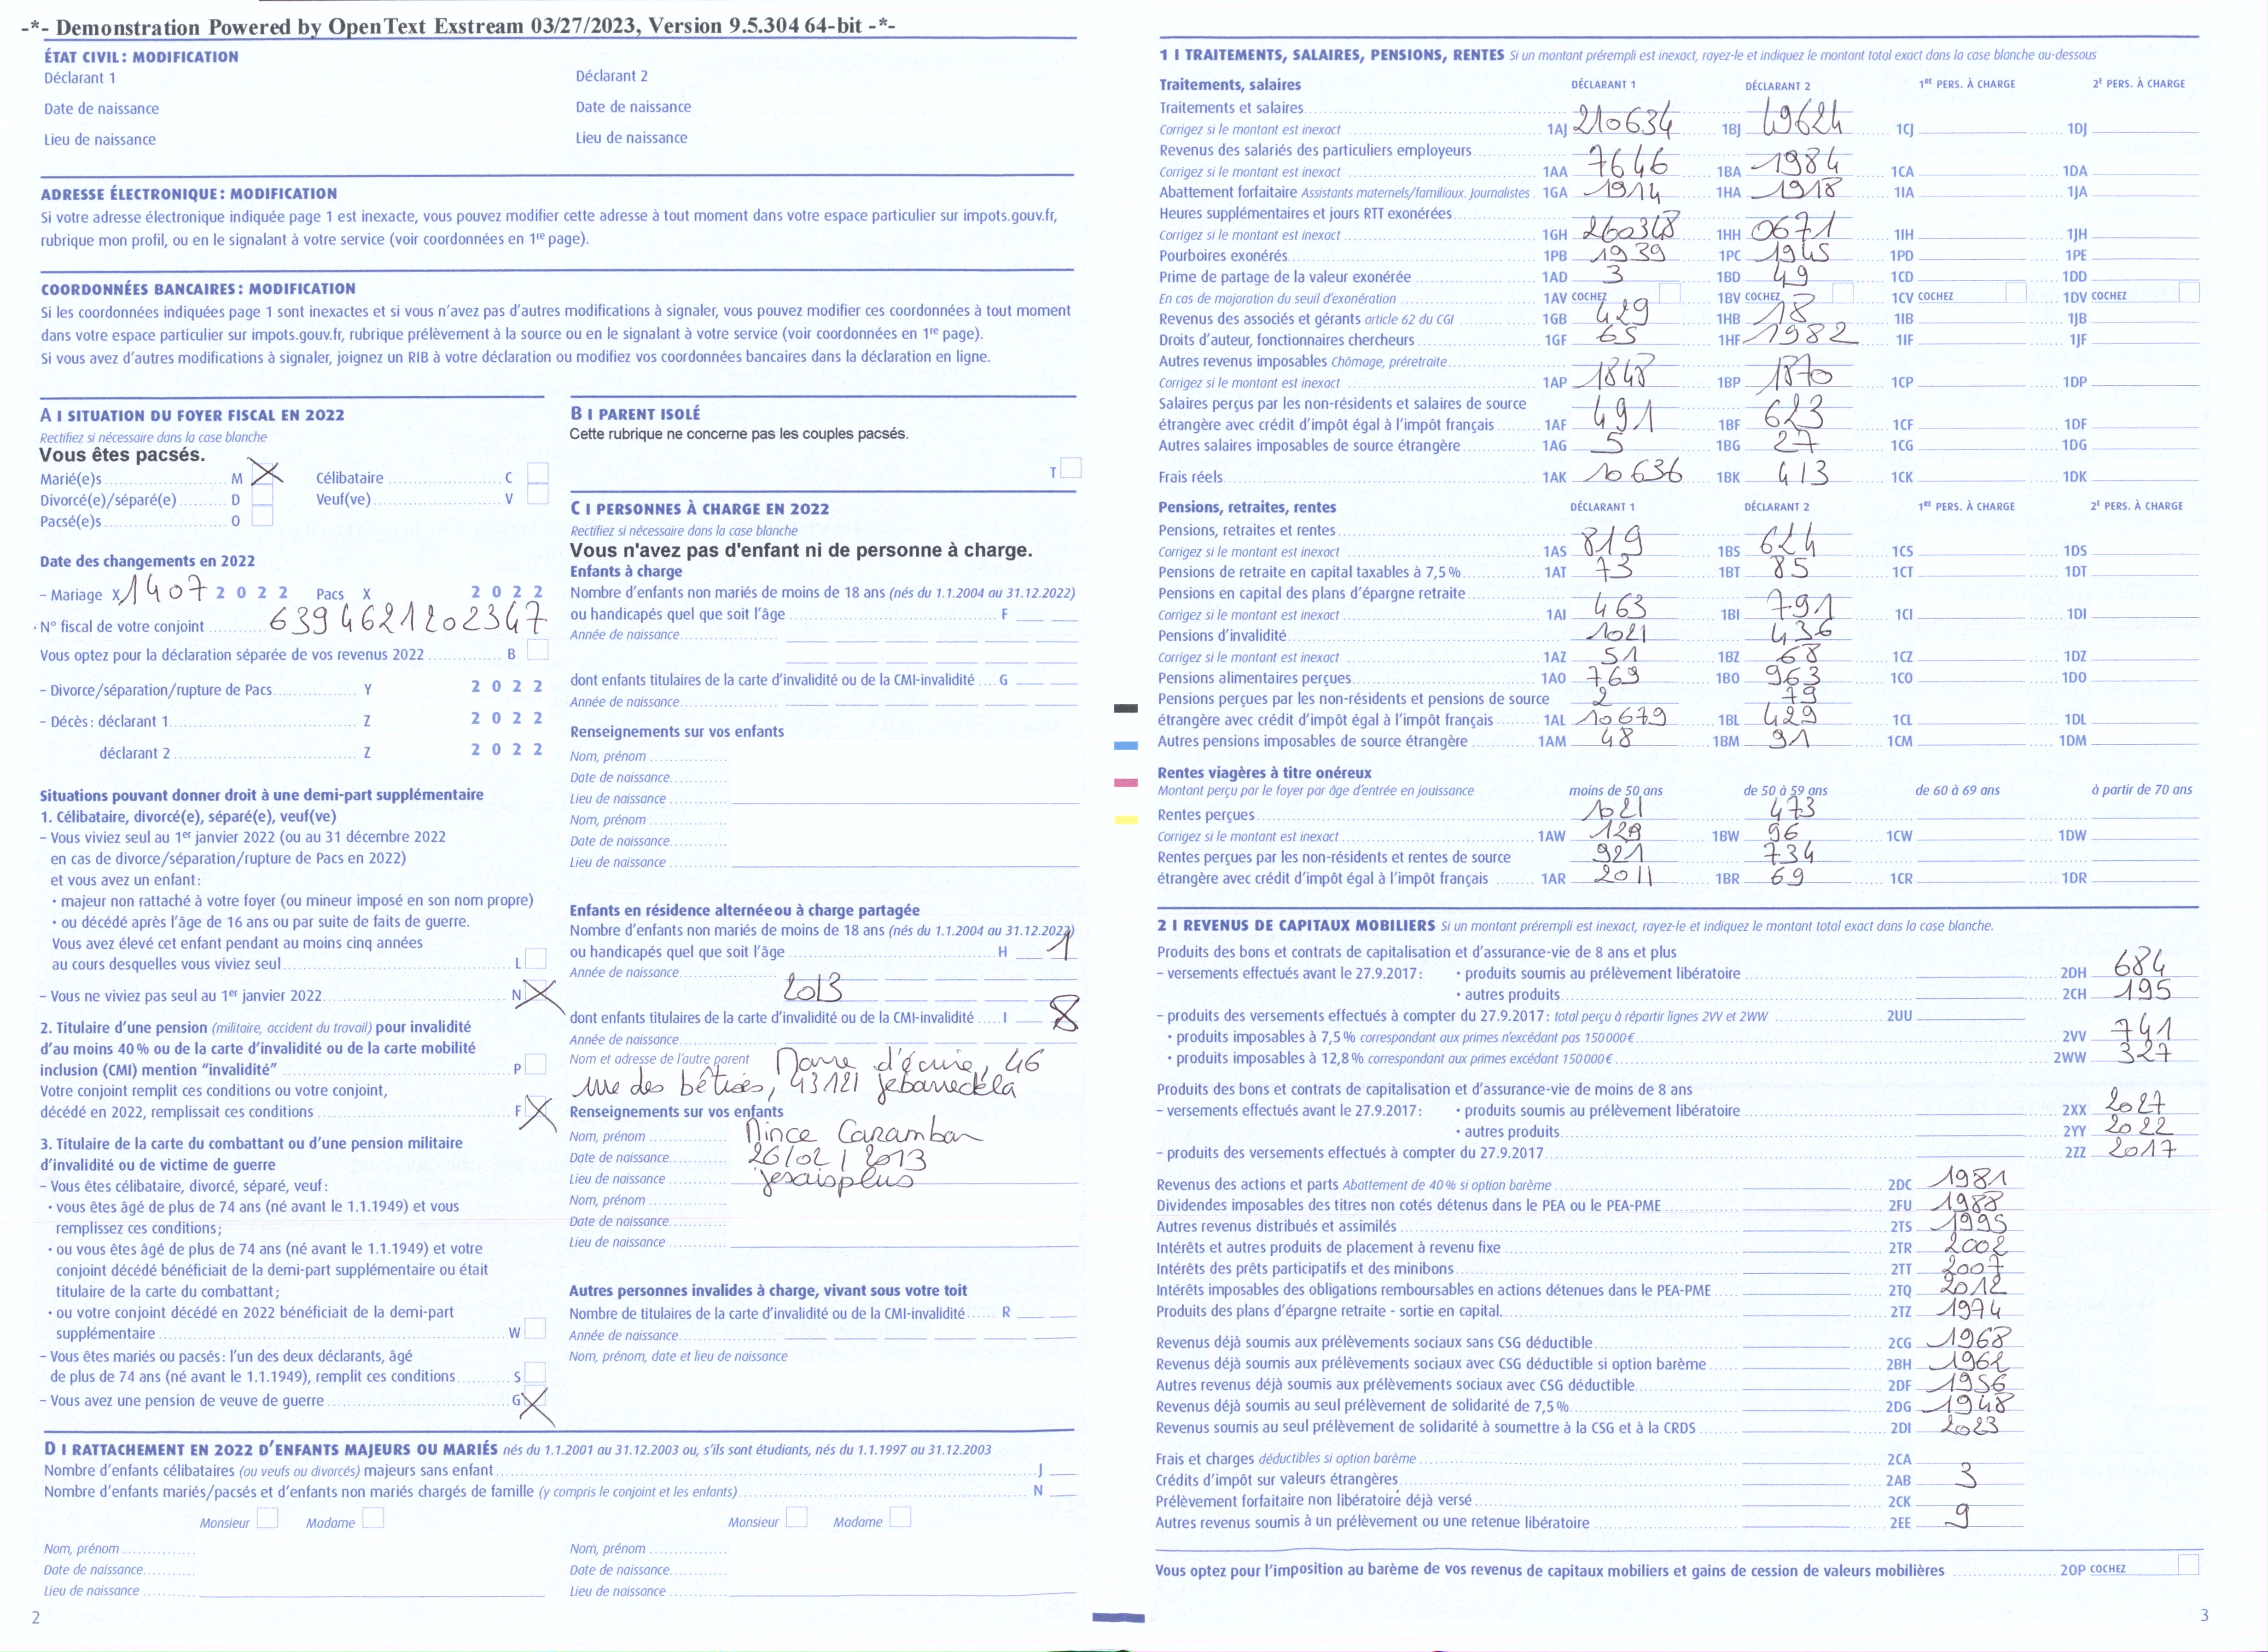 -*- Demonstration Powered by OpenText Exstream 03/27/2023, Version 9.5.304 64-bit -*-
ÉTAT CIVIL : MODIFICATION
Déclarant 1 Déclarant 2
Date de naissance Date de naissance
Lieu de naissance Lieu de naissance
ADRESSE ÉLECTRONIQUE : MODIFICATION
Si votre adresse électronique indiquée page 1 est inexacte, vous pouvez modifier cette adresse à tout moment dans votre espace particulier sur impots.gouv.fr,
rubrique mon profil, ou en le signalant à votre service (voir coordonnées en 1re page).
COORDONNÉES BANCAIRES : MODIFICATION
Si les coordonnées indiquées page 1 sont inexactes et si vous n'avez pas d'autres modifications à signaler, vous pouvez modifier ces coordonnées à tout moment
dans votre espace particulier sur impots.gouv.fr, rubrique prélèvement à la source ou en le signalant à votre service (voir coordonnées en 1re page).
Si vous avez d'autres modifications à signaler, joignez un RIB à votre déclaration ou modifiez vos coordonnées bancaires dans la déclaration en ligne.
A I SITUATION DU FOYER FISCAL EN 2022
Rectifiez si nécessaire dans la case blanche
Vous êtes pacsés.
Marié(e)s M X Célibataire C
Divorcé(e)/séparé(e) D Veuf(ve) V
Pacsé(e)s O
Date des changements en 2022
- Mariage X 1407 2 0 2 2 Pacs X 2 0 2 2
· N° fiscal de votre conjoint 6394621202347
Vous optez pour la déclaration séparée de vos revenus 2022 B
- Divorce/séparation/rupture de Pacs Y 2 0 2 2
- Décès : déclarant 1 Z 2 0 2 2
déclarant 2 Z 2 0 2 2
Situations pouvant donner droit à une demi-part supplémentaire
1. Célibataire, divorcé(e), séparé(e), veuf(ve)
- Vous viviez seul au 1er janvier 2022 (ou au 31 décembre 2022
en cas de divorce/séparation/rupture de Pacs en 2022)
et vous avez un enfant :
• majeur non rattaché à votre foyer (ou mineur imposé en son nom propre)
• ou décédé après l'âge de 16 ans ou par suite de faits de guerre.
Vous avez élevé cet enfant pendant au moins cinq années
au cours desquelles vous viviez seul L
- Vous ne viviez pas seul au 1er janvier 2022 N X
2. Titulaire d'une pension (militaire, accident du travail) pour invalidité
d'au moins 40 % ou de la carte d'invalidité ou de la carte mobilité
inclusion (CMI) mention “invalidité” P
Votre conjoint remplit ces conditions ou votre conjoint,
décédé en 2022, remplissait ces conditions F X
3. Titulaire de la carte du combattant ou d'une pension militaire
d'invalidité ou de victime de guerre
- Vous êtes célibataire, divorcé, séparé, veuf :
• vous êtes âgé de plus de 74 ans (né avant le 1.1.1949) et vous
remplissez ces conditions ;
• ou vous êtes âgé de plus de 74 ans (né avant le 1.1.1949) et votre
conjoint décédé bénéficiait de la demi-part supplémentaire ou était
titulaire de la carte du combattant ;
• ou votre conjoint décédé en 2022 bénéficiait de la demi-part
supplémentaire W
- Vous êtes mariés ou pacsés : l'un des deux déclarants, âgé
de plus de 74 ans (né avant le 1.1.1949), remplit ces conditions S
- Vous avez une pension de veuve de guerre G X
B I PARENT ISOLÉ
Cette rubrique ne concerne pas les couples pacsés.
T
C I PERSONNES À CHARGE EN 2022
Rectifiez si nécessaire dans la case blanche
Vous n'avez pas d'enfant ni de personne à charge.
Enfants à charge
Nombre d'enfants non mariés de moins de 18 ans (nés du 1.1.2004 au 31.12.2022)
ou handicapés quel que soit l'âge F
Année de naissance
dont enfants titulaires de la carte d'invalidité ou de la CMI-invalidité G
Année de naissance
Renseignements sur vos enfants
Nom, prénom
Date de naissance
Lieu de naissance
Nom, prénom
Date de naissance
Lieu de naissance
Enfants en résidence alternée ou à charge partagée
Nombre d'enfants non mariés de moins de 18 ans (nés du 1.1.2004 au 31.12.2022)
ou handicapés quel que soit l'âge H 1
Année de naissance 2013
dont enfants titulaires de la carte d'invalidité ou de la CMI-invalidité I 8
Année de naissance
Nom et adresse de l'autre parent d'écurie, 46
rue des bêtises, 43121 jebarredela
Renseignements sur vos enfants
Nom, prénom Mince Carambar
Date de naissance 26/02/2013
Lieu de naissance jesaisplus
Nom, prénom
Date de naissance
Lieu de naissance
Autres personnes invalides à charge, vivant sous votre toit
Nombre de titulaires de la carte d'invalidité ou de la CMI-invalidité R
Année de naissance
Nom, prénom, date et lieu de naissance
D I RATTACHEMENT EN 2022 D'ENFANTS MAJEURS OU MARIÉS nés du 1.1.2001 au 31.12.2003 ou, s'ils sont étudiants, nés du 1.1.1997 au 31.12.2003
Nombre d'enfants célibataires (ou veufs ou divorcés) majeurs sans enfant J
Nombre d'enfants mariés/pacsés et d'enfants non mariés chargés de famille (y compris le conjoint et les enfants) N
Monsieur Madame Monsieur Madame
Nom, prénom Nom, prénom
Date de naissance Date de naissance
Lieu de naissance Lieu de naissance
2
1 I TRAITEMENTS, SALAIRES, PENSIONS, RENTES Si un montant prérempli est inexact, rayez-le et indiquez le montant total exact dans la case blanche au-dessous
Traitements, salaires DÉCLARANT 1 DÉCLARANT 2 1RE PERS. À CHARGE 2E PERS. À CHARGE
Traitements et salaires
Corrigez si le montant est inexact 1AJ 210634 1BJ 49624 1CJ 1DJ
Revenus des salariés des particuliers employeurs
Corrigez si le montant est inexact 1AA 7646 1BA 1984 1CA 1DA
Abattement forfaitaire Assistants maternels/familiaux. Journalistes 1GA 1914 1HA 1918 1IA 1JA
Heures supplémentaires et jours RTT exonérées
Corrigez si le montant est inexact 1GH 260348 1HH 0671 1IH 1JH
Pourboires exonérés 1PB 1939 1PC 1945 1PD 1PE
Prime de partage de la valeur exonérée 1AD 3 1BD 49 1CD 1DD
En cas de majoration du seuil d'exonération 1AV COCHEZ 1BV COCHEZ 1CV COCHEZ 1DV COCHEZ
Revenus des associés et gérants article 62 du CGI 1GB 429 1HB 18 1IB 1JB
Droits d'auteur, fonctionnaires chercheurs 1GF 65 1HF 1982 1IF 1JF
Autres revenus imposables Chômage, préretraite
Corrigez si le montant est inexact 1AP 1848 1BP 1870 1CP 1DP
Salaires perçus par les non-résidents et salaires de source
étrangère avec crédit d'impôt égal à l'impôt français 1AF 491 1BF 623 1CF 1DF
Autres salaires imposables de source étrangère 1AG 5 1BG 27 1CG 1DG
Frais réels 1AK 10636 1BK 413 1CK 1DK
Pensions, retraites, rentes DÉCLARANT 1 DÉCLARANT 2 1RE PERS. À CHARGE 2E PERS. À CHARGE
Pensions, retraites et rentes
Corrigez si le montant est inexact 1AS 819 1BS 624 1CS 1DS
Pensions de retraite en capital taxables à 7,5 % 1AT 73 1BT 85 1CT 1DT
Pensions en capital des plans d'épargne retraite
Corrigez si le montant est inexact 1AI 463 1BI 791 1CI 1DI
Pensions d'invalidité 1021 436
Corrigez si le montant est inexact 1AZ 51 1BZ 68 1CZ 1DZ
Pensions alimentaires perçues 1AO 769 1BO 963 1CO 1DO
Pensions perçues par les non-résidents et pensions de source 2 79
étrangère avec crédit d'impôt égal à l'impôt français 1AL 10679 1BL 429 1CL 1DL
Autres pensions imposables de source étrangère 1AM 48 1BM 91 1CM 1DM
Rentes viagères à titre onéreux
Montant perçu par le foyer par âge d'entrée en jouissance moins de 50 ans de 50 à 59 ans de 60 à 69 ans à partir de 70 ans
Rentes perçues 1021 473
Corrigez si le montant est inexact 1AW 129 1BW 96 1CW 1DW
Rentes perçues par les non-résidents et rentes de source 921 734
étrangère avec crédit d'impôt égal à l'impôt français 1AR 2011 1BR 69 1CR 1DR
2 I REVENUS DE CAPITAUX MOBILIERS Si un montant prérempli est inexact, rayez-le et indiquez le montant total exact dans la case blanche.
Produits des bons et contrats de capitalisation et d'assurance-vie de 8 ans et plus
- versements effectués avant le 27.9.2017 : • produits soumis au prélèvement libératoire 2DH 684
• autres produits 2CH 195
- produits des versements effectués à compter du 27.9.2017 : total perçu à répartir lignes 2VV et 2WW 2UU
• produits imposables à 7,5 % correspondant aux primes n'excédant pas 150 000 € 2VV 741
• produits imposables à 12,8 % correspondant aux primes excédant 150 000 € 2WW 327
Produits des bons et contrats de capitalisation et d'assurance-vie de moins de 8 ans
- versements effectués avant le 27.9.2017 : • produits soumis au prélèvement libératoire 2XX 2027
• autres produits 2YY 2022
- produits des versements effectués à compter du 27.9.2017 2ZZ 2017
Revenus des actions et parts Abattement de 40 % si option barème 2DC 1981
Dividendes imposables des titres non cotés détenus dans le PEA ou le PEA-PME 2FU 1988
Autres revenus distribués et assimilés 2TS 1995
Intérêts et autres produits de placement à revenu fixe 2TR 2002
Intérêts des prêts participatifs et des minibons 2TT 2007
Intérêts imposables des obligations remboursables en actions détenues dans le PEA-PME 2TQ 2012
Produits des plans d'épargne retraite - sortie en capital. 2TZ 1974
Revenus déjà soumis aux prélèvements sociaux sans CSG déductible 2CG 1968
Revenus déjà soumis aux prélèvements sociaux avec CSG déductible si option barème 2BH 1962
Autres revenus déjà soumis aux prélèvements sociaux avec CSG déductible 2DF 1956
Revenus déjà soumis au seul prélèvement de solidarité de 7,5 % 2DG 1948
Revenus soumis au seul prélèvement de solidarité à soumettre à la CSG et à la CRDS 2DI 2023
Frais et charges déductibles si option barème 2CA
Crédits d'impôt sur valeurs étrangères 2AB 3
Prélèvement forfaitaire non libératoire déjà versé 2CK
Autres revenus soumis à un prélèvement ou une retenue libératoire 2EE 9
Vous optez pour l'imposition au barème de vos revenus de capitaux mobiliers et gains de cession de valeurs mobilières 2OP COCHEZ
3